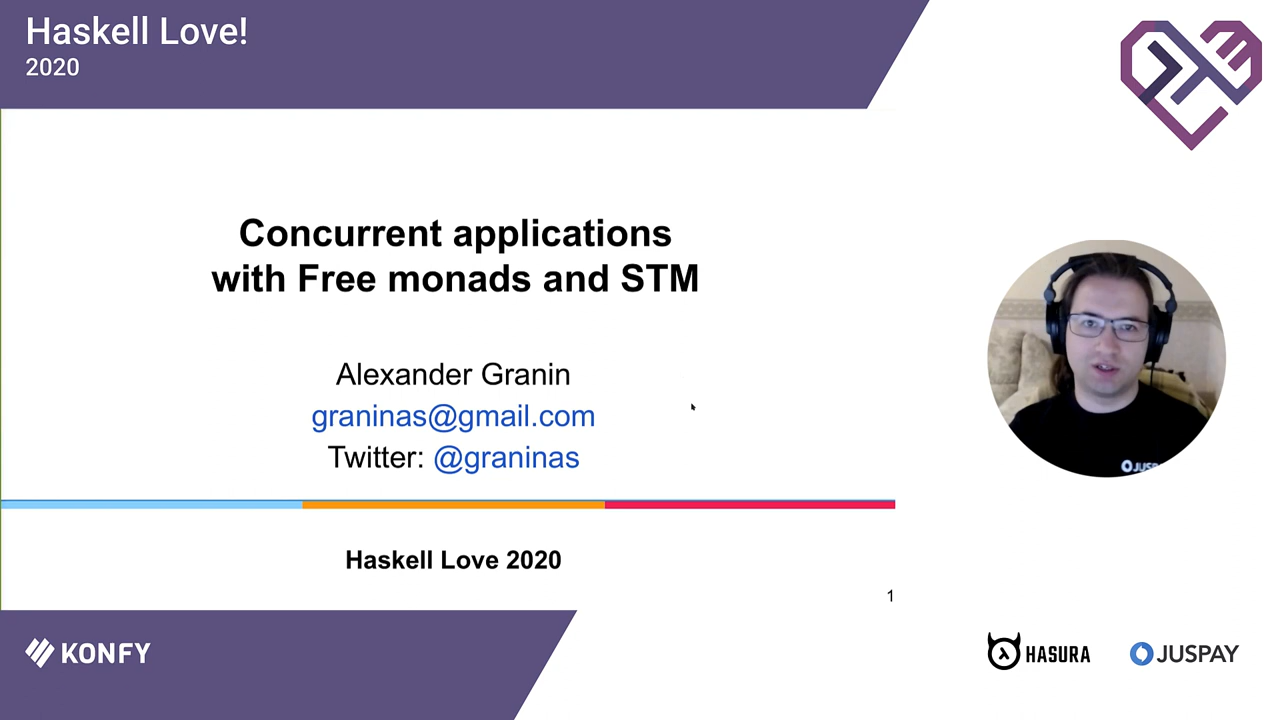 Haskell Love!
2020
Concurrent applications
with Free monads and STM
Alexander Granin
graninas@gmail.com
Twitter: @graninas
Haskell Love 2020
1
KONFY
HASURA
JUSPAY